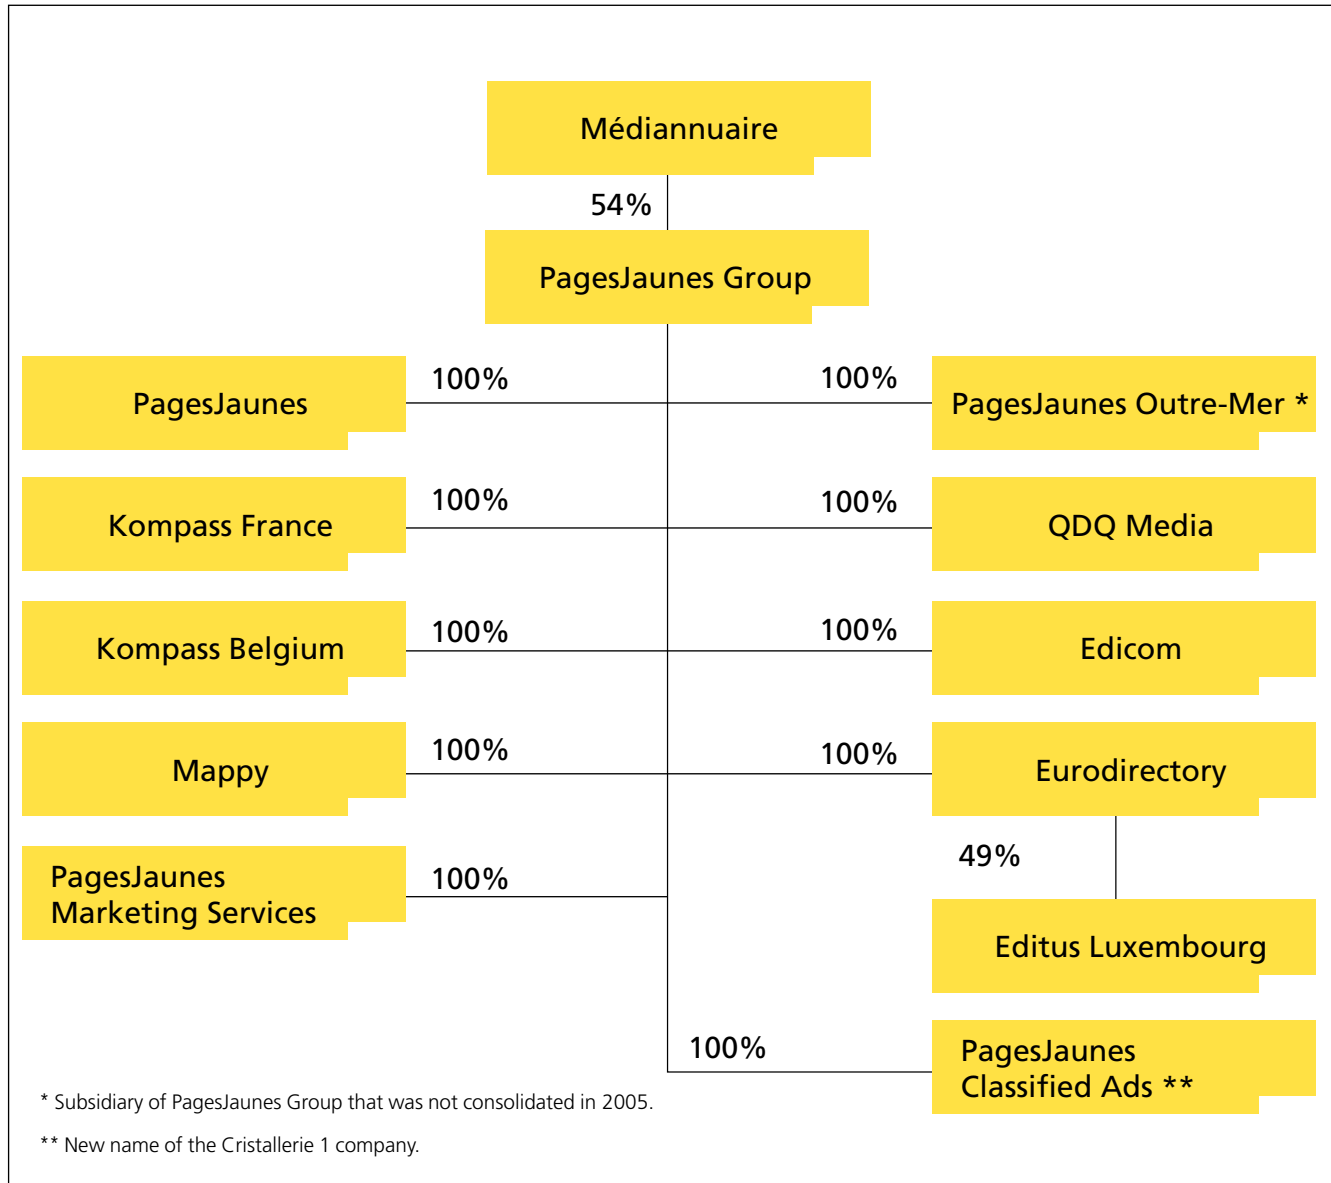 Médiannuaire
54%
PagesJaunes Group
PagesJaunes
100%
100%
PagesJaunes Outre-Mer *
Kompass France
100%
100%
QDQ Media
Kompass Belgium
100%
100%
Edicom
Mappy
100%
100%
Eurodirectory
49%
PagesJaunes
Marketing Services
100%
Editus Luxembourg
100%
PagesJaunes
Classified Ads **
* Subsidiary of PagesJaunes Group that was not consolidated in 2005.
** New name of the Cristallerie 1 company.